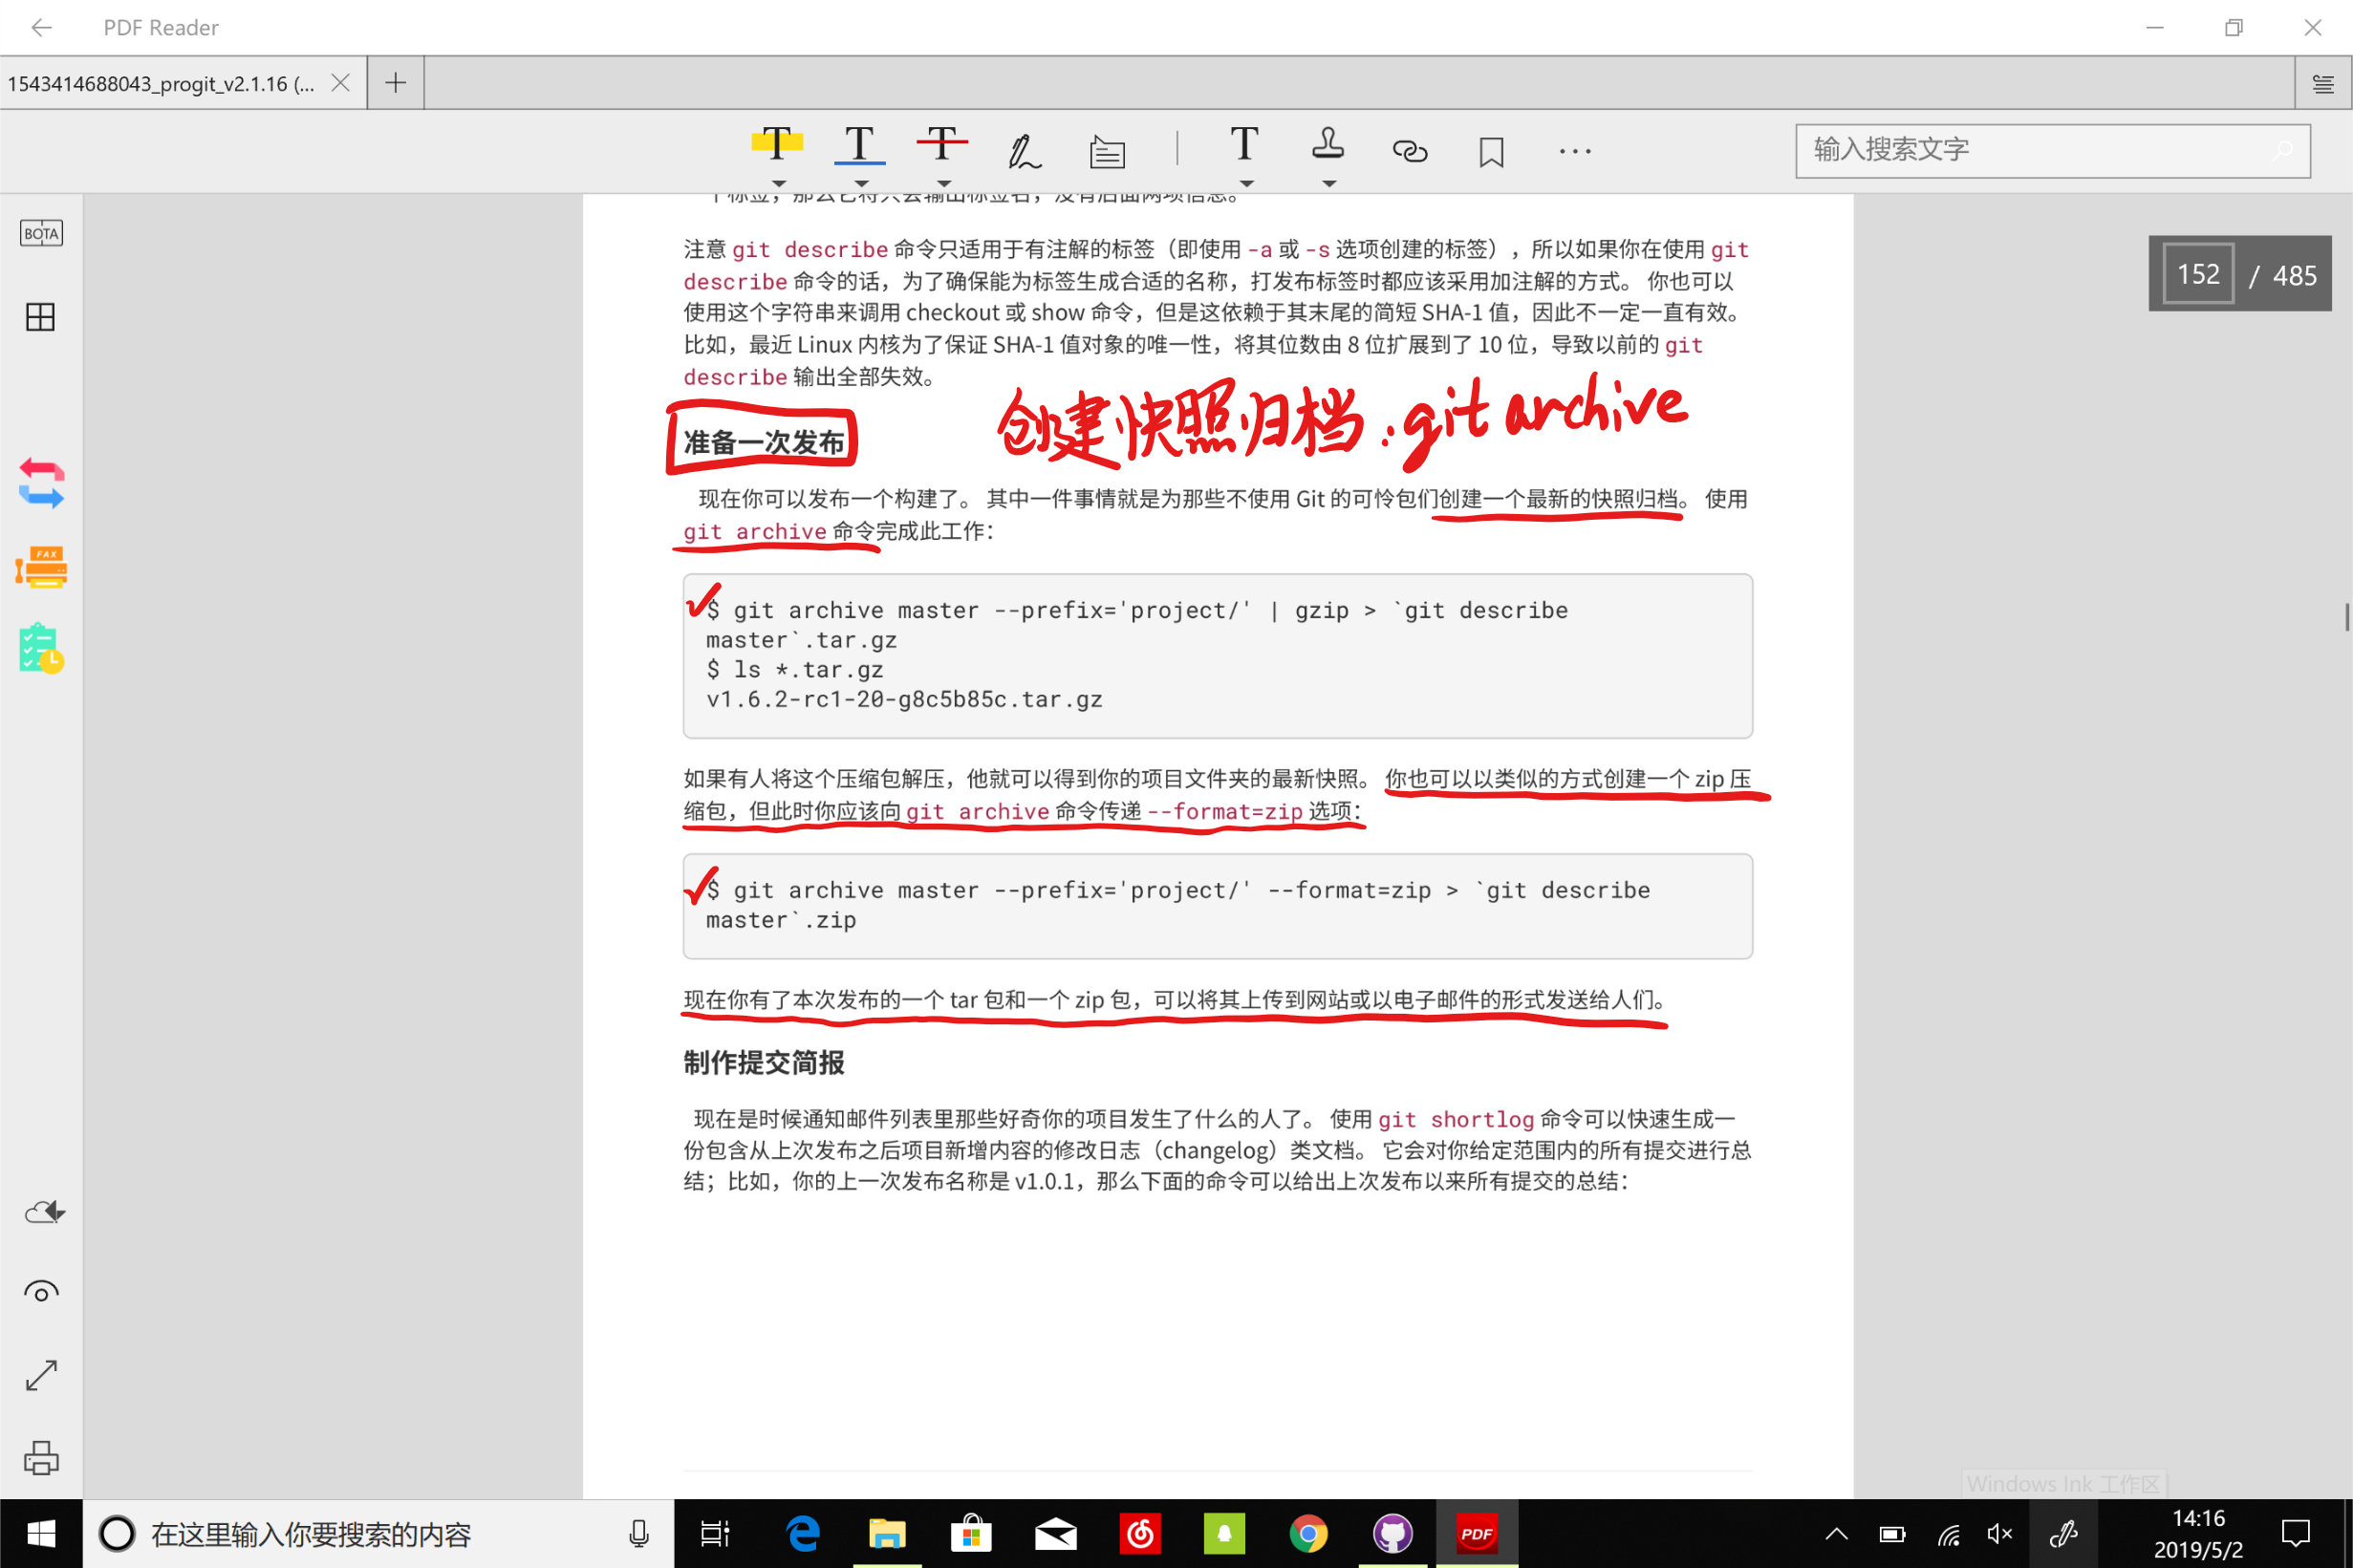 PDF Reader
1543414688043_progit_v2.1.16 (...
输入搜索文字
BOTA
152 / 485
个标签，那么它将只会输出标签名，没有后面两项信息。
注意 git describe 命令只适用于有注解的标签（即使用 -a 或 -s 选项创建的标签），所以如果你在使用 git
describe 命令的话，为了确保能为标签生成合适的名称，打发布标签时都应该采用加注解的方式。 你也可以
使用这个字符串来调用 checkout 或 show 命令，但是这依赖于其末尾的简短 SHA-1 值，因此不一定一直有效。
比如，最近 Linux 内核为了保证 SHA-1 值对象的唯一性，将其位数由 8 位扩展到了 10 位，导致以前的 git
describe 输出全部失效。
创建快照归档：git archive
准备一次发布
现在你可以发布一个构建了。 其中一件事情就是为那些不使用 Git 的可怜包们创建一个最新的快照归档。 使用
git archive 命令完成此工作：
$ git archive master --prefix='project/' | gzip > `git describe
master`.tar.gz
$ ls *.tar.gz
v1.6.2-rc1-20-g8c5b85c.tar.gz
如果有人将这个压缩包解压，他就可以得到你的项目文件夹的最新快照。 你也可以以类似的方式创建一个 zip 压
缩包，但此时你应该向 git archive 命令传递 --format=zip 选项：
$ git archive master --prefix='project/' --format=zip > `git describe
master`.zip
现在你有了本次发布的一个 tar 包和一个 zip 包，可以将其上传到网站或以电子邮件的形式发送给人们。
制作提交简报
现在是时候通知邮件列表里那些好奇你的项目发生了什么的人了。 使用 git shortlog 命令可以快速生成一
份包含从上次发布之后项目新增内容的修改日志（changelog）类文档。 它会对你给定范围内的所有提交进行总
结；比如，你的上一次发布名称是 v1.0.1，那么下面的命令可以给出上次发布以来所有提交的总结：
FAX
Windows Ink 工作区
在这里输入你要搜索的内容
PDF
14:16
2019/5/2